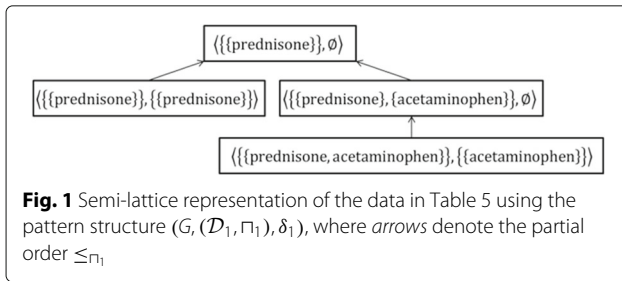 ⟨{{prednisone}}, ∅⟩
⟨{{prednisone}}, {{prednisone}}⟩ ⟨{{prednisone}, {acetaminophen}}, ∅⟩
⟨{{prednisone, acetaminophen}}, {{acetaminophen}}⟩
Fig. 1 Semi-lattice representation of the data in Table 5 using the
pattern structure (G, (𝒟₁, ⊓₁), δ₁), where arrows denote the partial
order ≤⊓₁